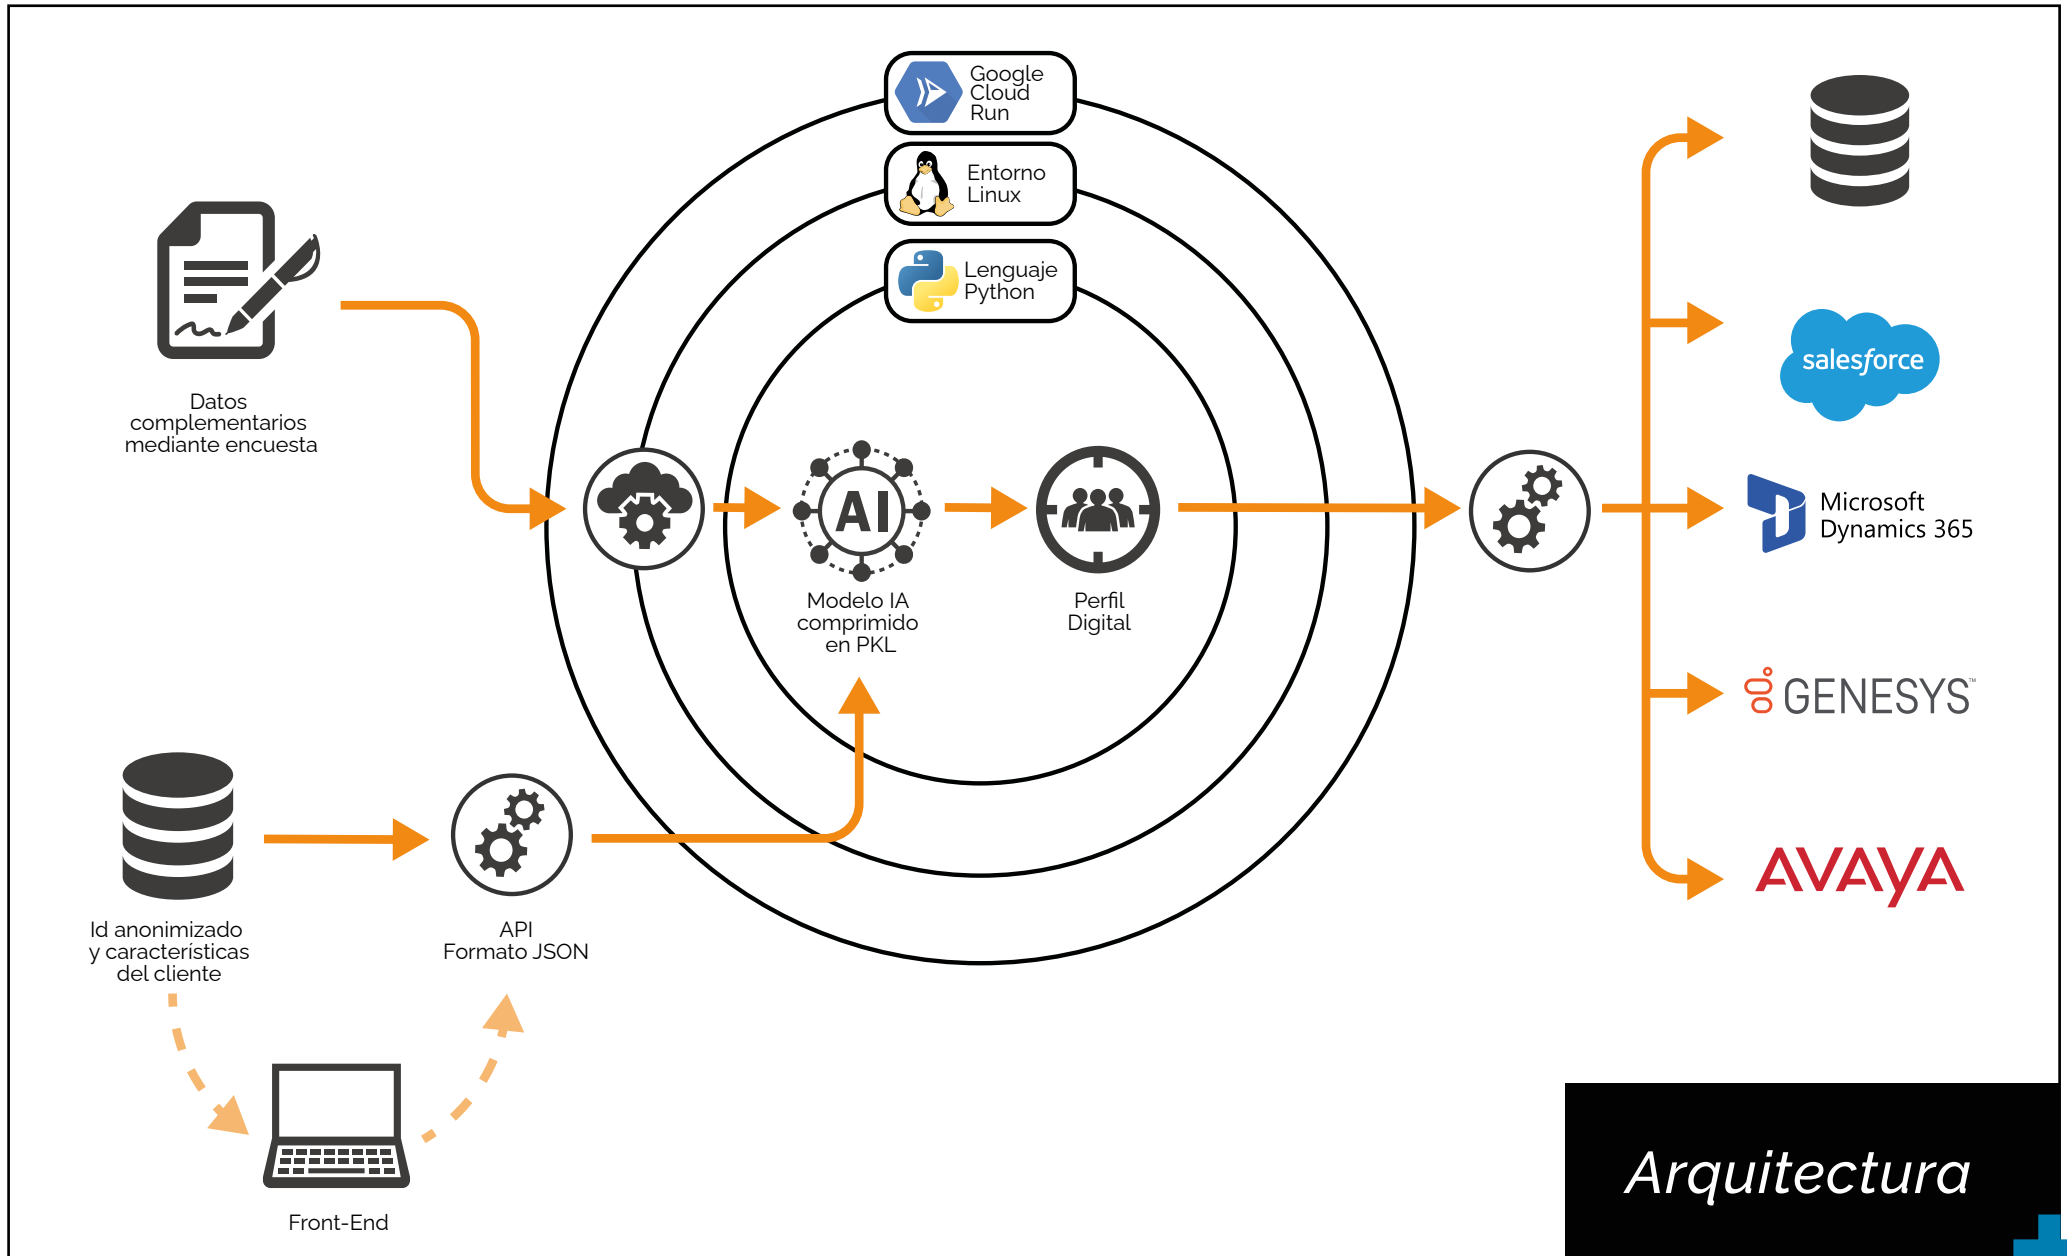 Google
Cloud
Run
Entorno
Linux
Lenguaje
Python
Datos
complementarios
mediante encuesta
AI
Modelo IA
comprimido
en PKL
Perfil
Digital
salesforce
Microsoft
Dynamics 365
GENESYS™
AVAYA
Id anonimizado
y características
del cliente
API
Formato JSON
Front-End
Arquitectura